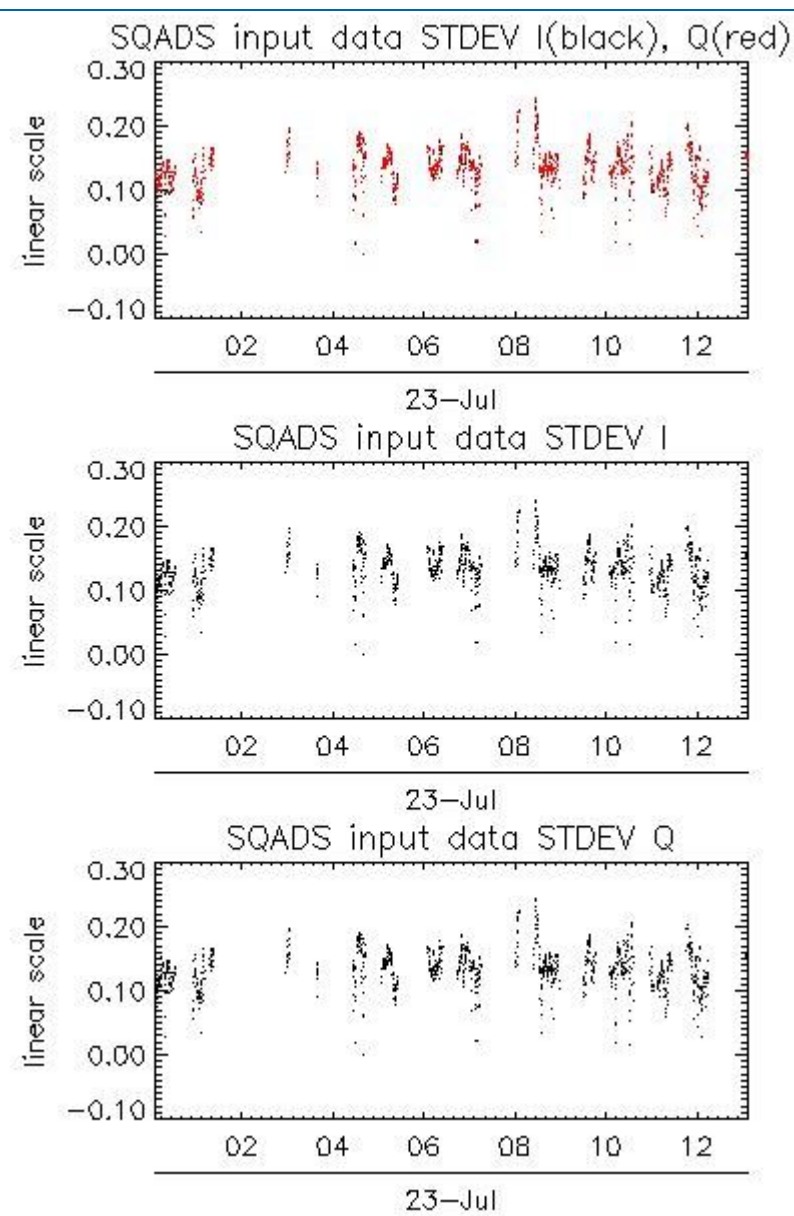 SQADS input data STDEV I(black), Q(red)
0.30
0.20
0.10
0.00
−0.10
linear scale
02 04 06 08 10 12
23−Jul
SQADS input data STDEV I
0.30
0.20
0.10
0.00
−0.10
linear scale
02 04 06 08 10 12
23−Jul
SQADS input data STDEV Q
0.30
0.20
0.10
0.00
−0.10
linear scale
02 04 06 08 10 12
23−Jul